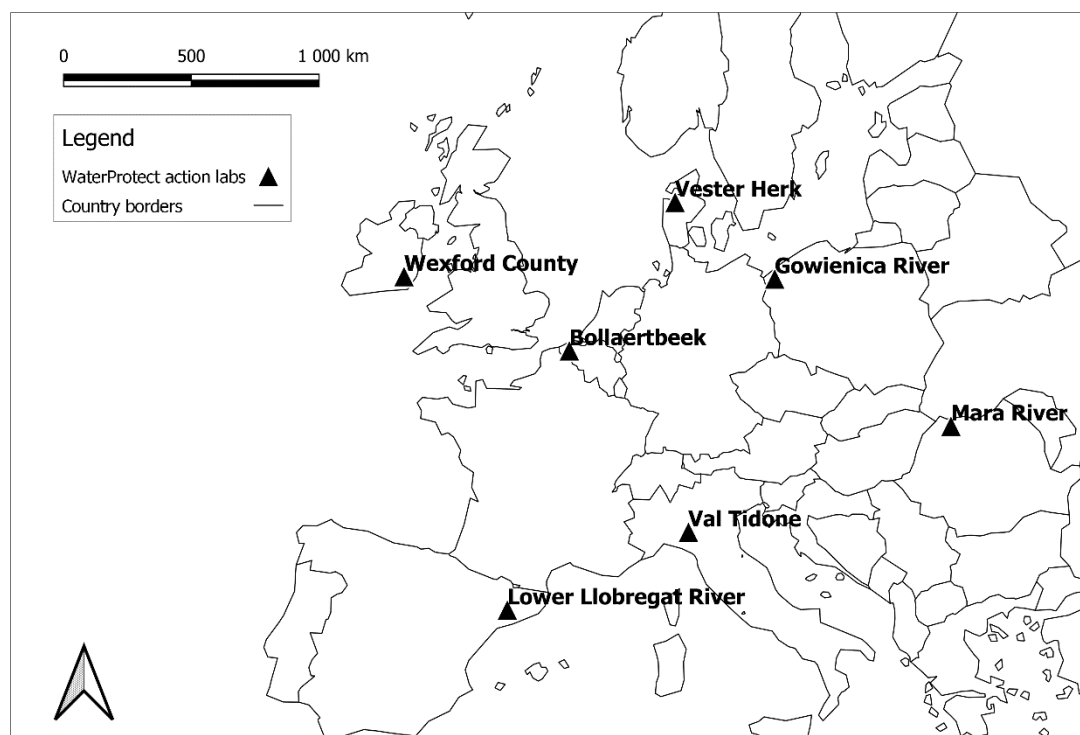 0 500 1 000 km
Legend
WaterProtect action labs
Country borders
Vester Herk
Wexford County
Gowienica River
Bollaertbeek
Mara River
Val Tidone
Lower Llobregat River